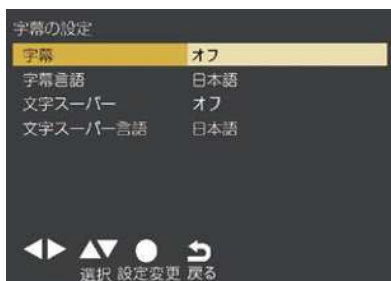 字幕の設定
字幕 オフ
字幕言語 日本語
文字スーパー オフ
文字スーパー言語 日本語
選択 設定変更 戻る